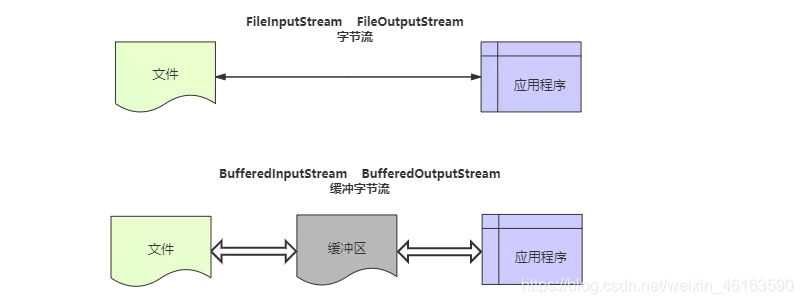 FileInputStream FileOutputStream
字节流
文件
应用程序
BufferedInputStream BufferedOutputStream
缓冲字节流
文件
缓冲区
应用程序
https://blog.csdn.net/weixin_46163590